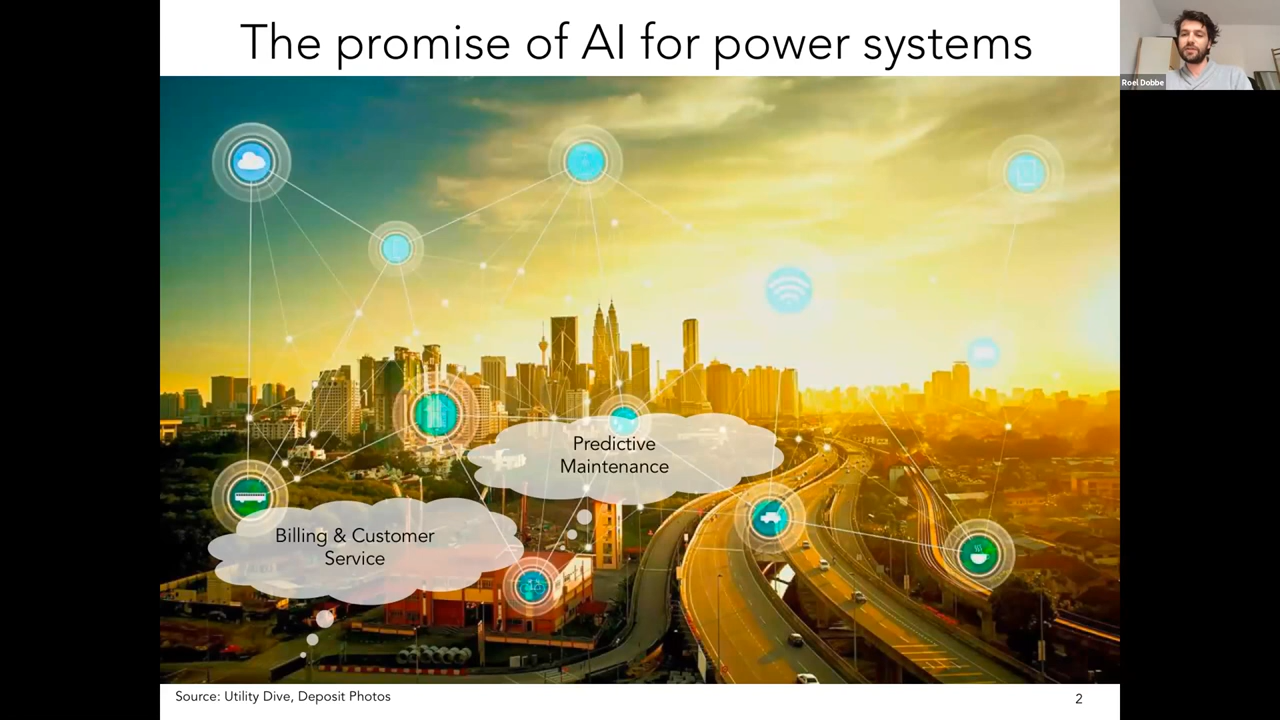 The promise of AI for power systems
Roel Dobbe
Predictive
Maintenance
Billing & Customer
Service
Source: Utility Dive, Deposit Photos
2